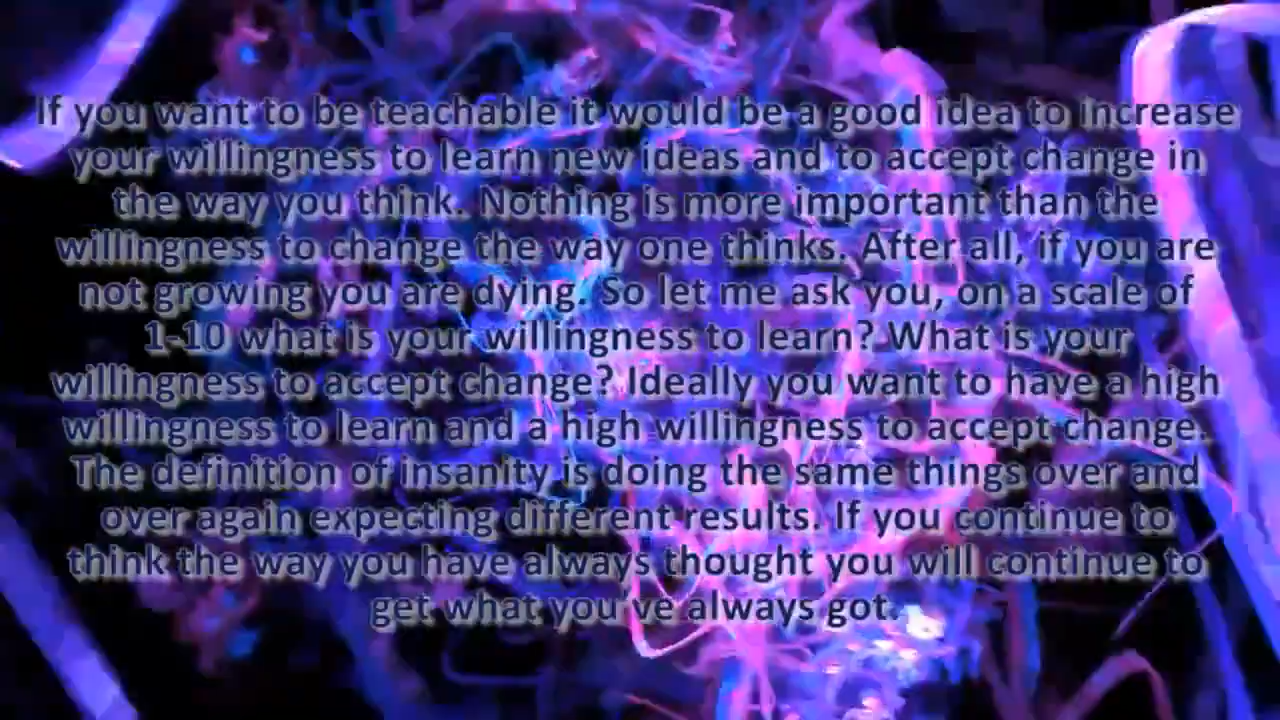 If you want to be teachable it would be a good idea to increase
your willingness to learn new ideas and to accept change in
the way you think. Nothing is more important than the
willingness to change the way one thinks. After all, if you are
not growing you are dying. So let me ask you, on a scale of
1-10 what is your willingness to learn? What is your
willingness to accept change? Ideally you want to have a high
willingness to learn and a high willingness to accept change.
The definition of insanity is doing the same things over and
over again expecting different results. If you continue to
think the way you have always thought you will continue to
get what you've always got.